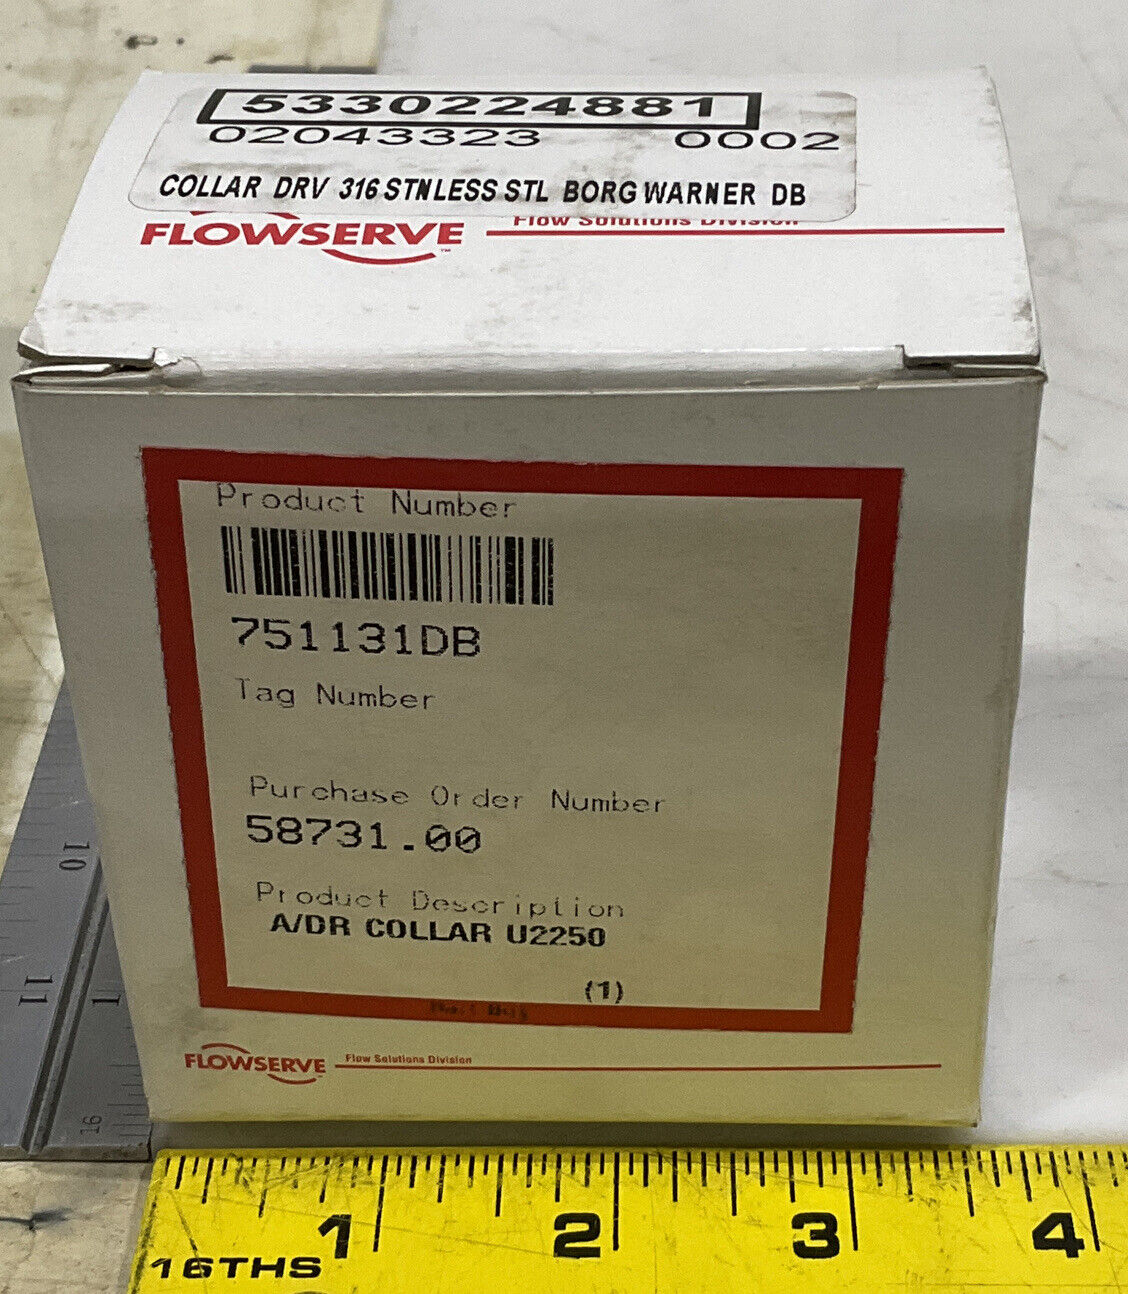 5330224881
02043323 0002
COLLAR DRV 316 STNLESS STL BORG WARNER DB
FLOWSERVE™
Flow Solutions Division
Product Number
751131DB
Tag Number
Purchase Order Number
58731.00
Product Description
A/DR COLLAR U2250
(1)
FLOWSERVE
Flow Solutions Division
10
11
1
16
1 2 3 4
16THS